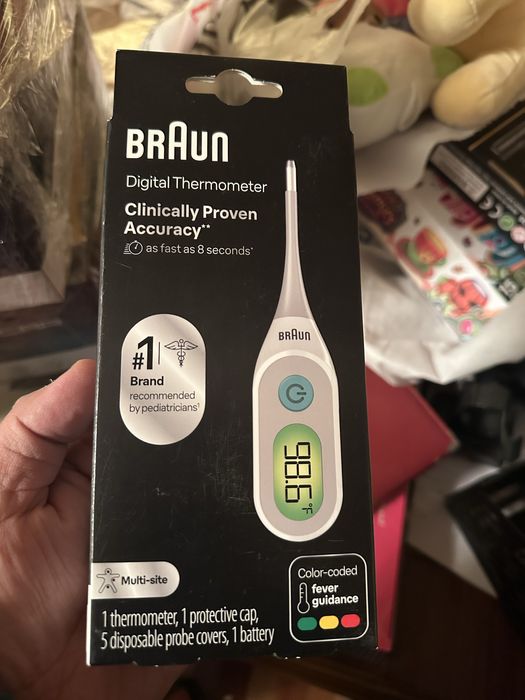 BRAUN
Digital Thermometer
Clinically Proven
Accuracy**
as fast as 8 seconds*
BRAUN
#1
Brand
recommended
by pediatricians†
98.6
°F
Multi-site
Color-coded
fever
guidance
1 thermometer, 1 protective cap,
5 disposable probe covers, 1 battery